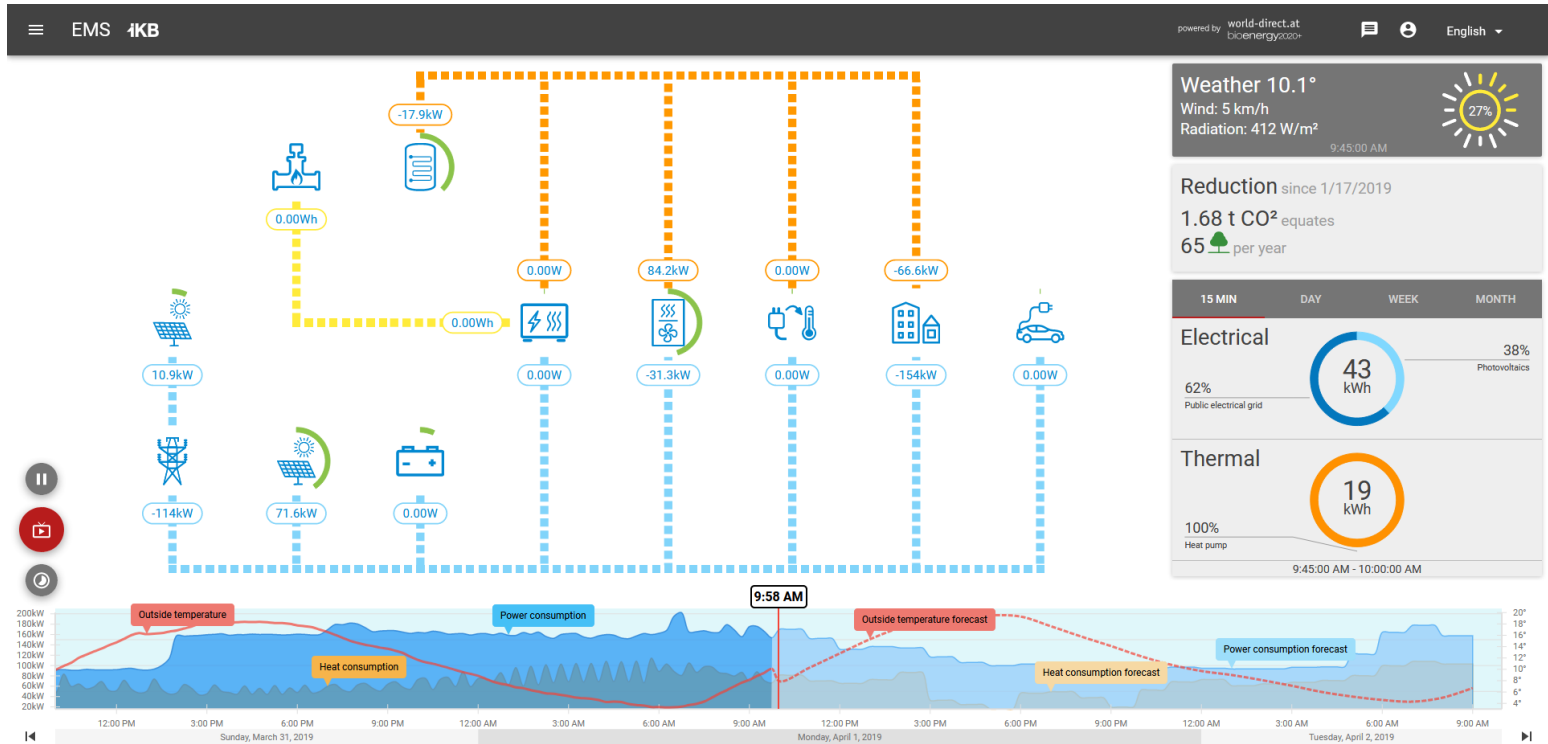 EMS IKB
powered by world-direct.at
bioenergy2020+
English
-17.9kW
0.00Wh
0.00W
84.2kW
0.00W
-66.6kW
0.00Wh
10.9kW
0.00W
-31.3kW
0.00W
-154kW
0.00W
-114kW
71.6kW
0.00W
Weather 10.1°
Wind: 5 km/h
Radiation: 412 W/m²
27%
9:45:00 AM
Reduction since 1/17/2019
1.68 t CO² equates
65 per year
15 MIN DAY WEEK MONTH
Electrical
43
kWh
38%
Photovoltaics
62%
Public electrical grid
Thermal
19
kWh
100%
Heat pump
9:45:00 AM - 10:00:00 AM
9:58 AM
200kW
180kW
160kW
140kW
120kW
100kW
80kW
60kW
40kW
20kW
Outside temperature
Power consumption
Heat consumption
Outside temperature forecast
Power consumption forecast
Heat consumption forecast
20°
18°
16°
14°
12°
10°
8°
6°
4°
12:00 PM 3:00 PM 6:00 PM 9:00 PM 12:00 AM 3:00 AM 6:00 AM 9:00 AM 12:00 PM 3:00 PM 6:00 PM 9:00 PM 12:00 AM 3:00 AM 6:00 AM 9:00 AM
Sunday, March 31, 2019 Monday, April 1, 2019 Tuesday, April 2, 2019